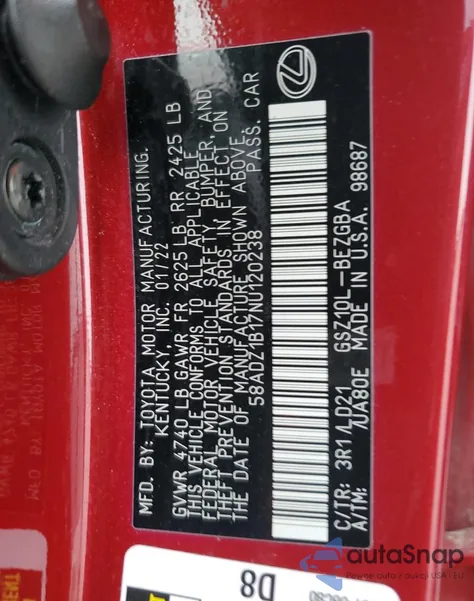 MFD. BY: TOYOTA MOTOR MANUFACTURING.
KENTUCKY, INC. 01/22
GVWR 4740 LB GAWR FR 2625 LB RR 2425 LB
THIS VEHICLE CONFORMS TO ALL APPLICABLE
FEDERAL MOTOR VEHICLE SAFETY, BUMPER, AND
THEFT PREVENTION STANDARDS IN EFFECT ON
THE DATE OF MANUFACTURE SHOWN ABOVE.
58ADZ1B17NU120238 PASS. CAR
C/TR: 3R1 LD21 GSZ10L-BEZGBA
A/TM: /UA80E MADE IN U.S.A. 98687
D8
autoSnap